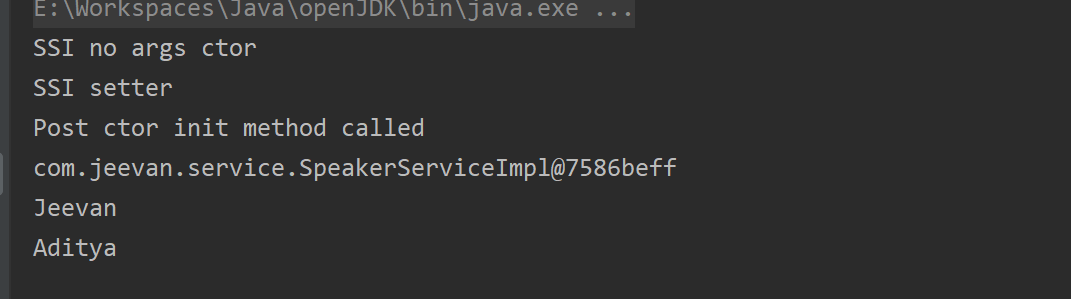 E:\Workspaces\Java\openJDK\bin\java.exe ...
SSI no args ctor
SSI setter
Post ctor init method called
com.jeevan.service.SpeakerServiceImpl@7586beff
Jeevan
Aditya